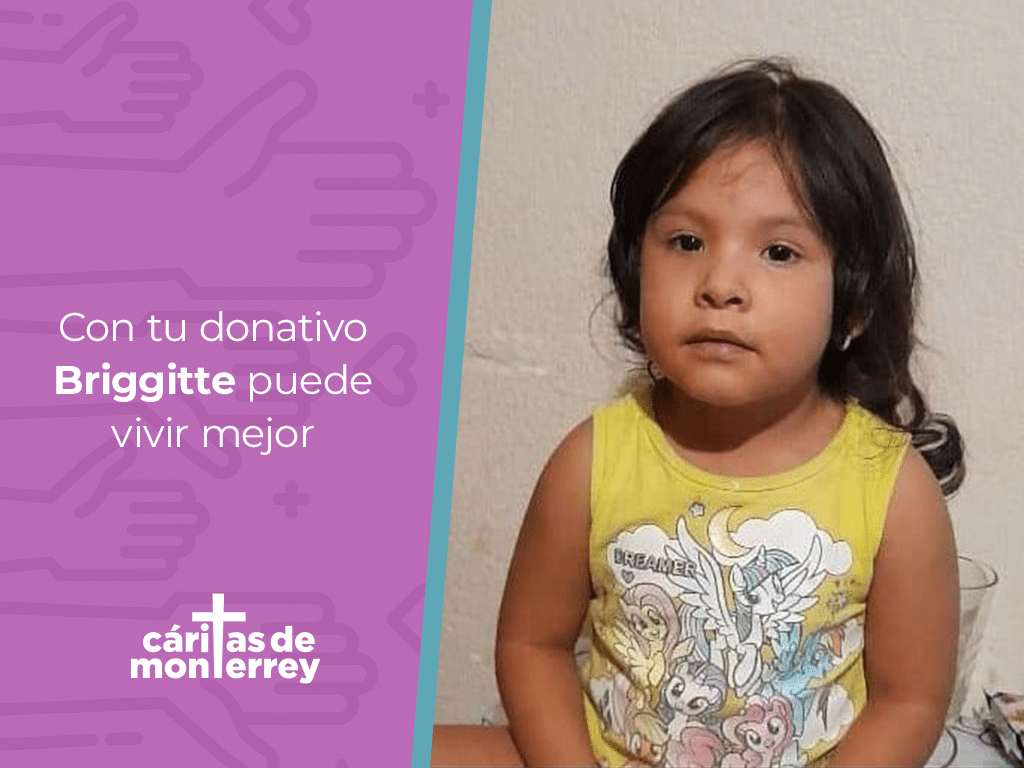 Con tu donativo
Briggitte puede
vivir mejor
cáritas de
monterrey
DREAMER